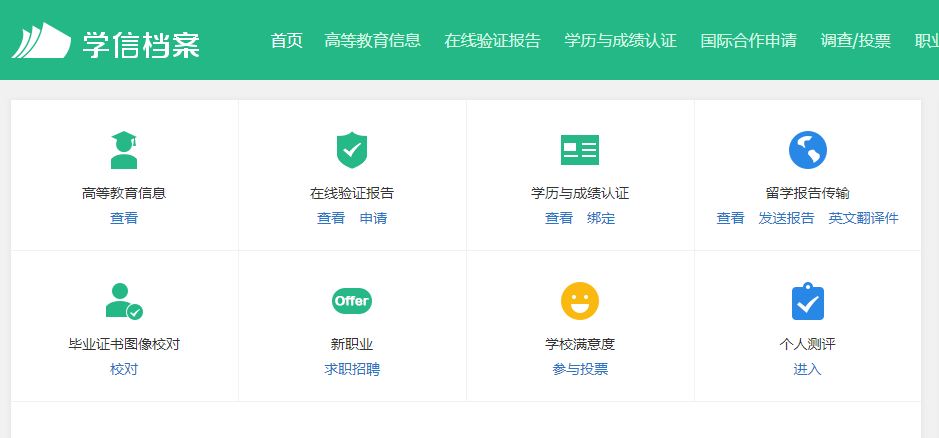 学信档案 首页 高等教育信息 在线验证报告 学历与成绩认证 国际合作申请 调查/投票 职业
高等教育信息 在线验证报告 学历与成绩认证 留学报告传输
查看 查看 申请 查看 绑定 查看 发送报告 英文翻译件
Offer
毕业证书图像校对 新职业 学校满意度 个人测评
校对 求职招聘 参与投票 进入